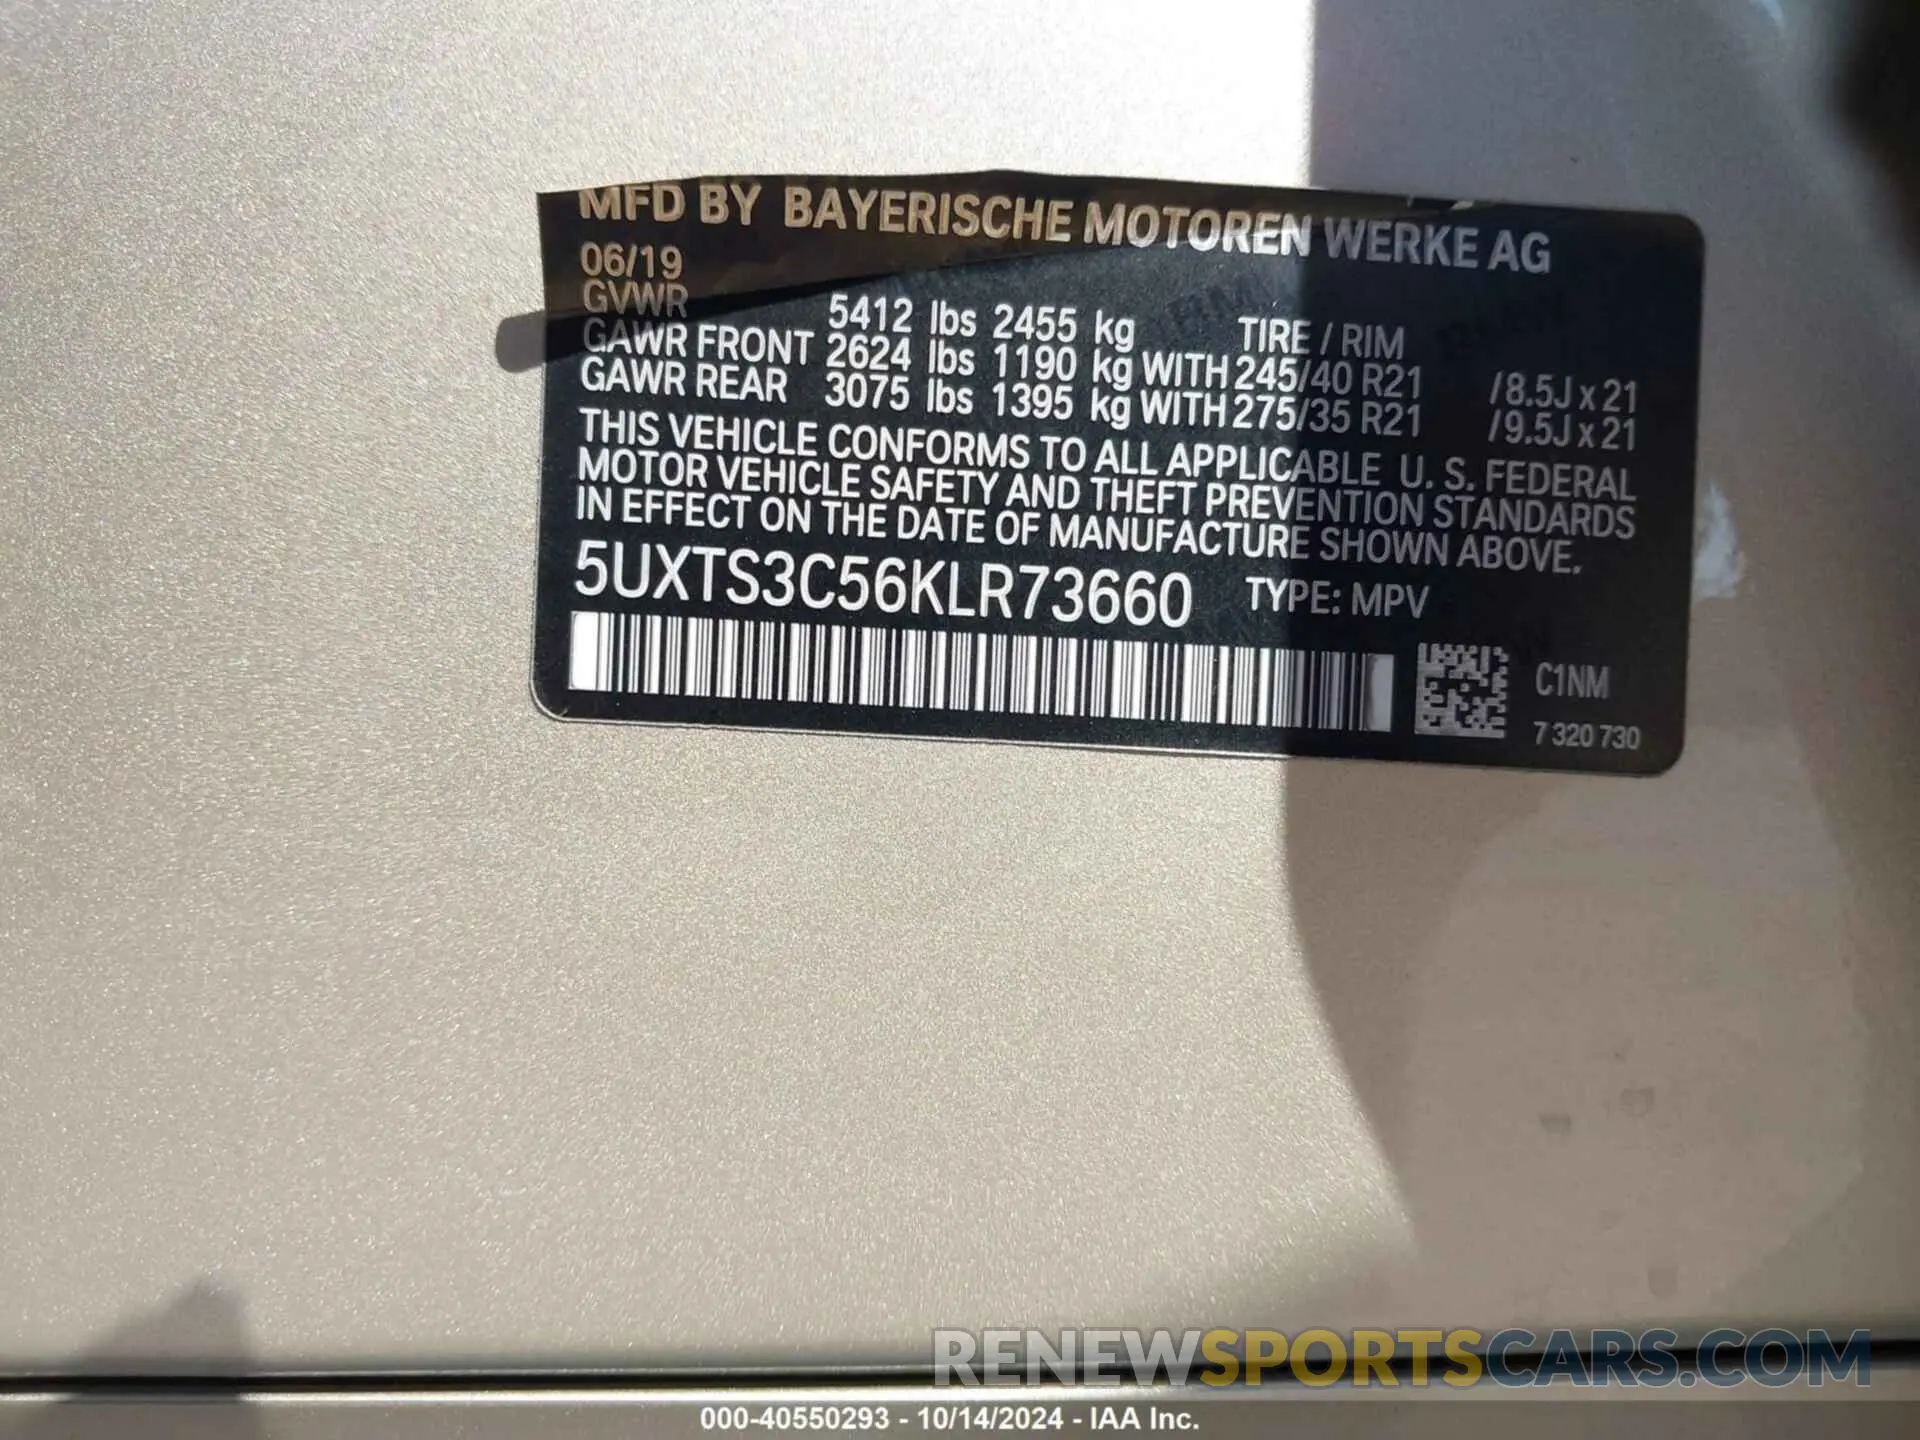 MFD BY BAYERISCHE MOTOREN WERKE AG
06/19
GVWR 5412 lbs 2455 kg TIRE / RIM
GAWR FRONT 2624 lbs 1190 kg WITH 245/40 R21 /8.5J x 21
GAWR REAR 3075 lbs 1395 kg WITH 275/35 R21 /9.5J x 21
THIS VEHICLE CONFORMS TO ALL APPLICABLE U. S. FEDERAL
MOTOR VEHICLE SAFETY AND THEFT PREVENTION STANDARDS
IN EFFECT ON THE DATE OF MANUFACTURE SHOWN ABOVE.
5UXTS3C56KLR73660 TYPE: MPV
C1NM
7 320 730
RENEWSPORTSCARS.COM
000-40550293 - 10/14/2024 - IAA Inc.